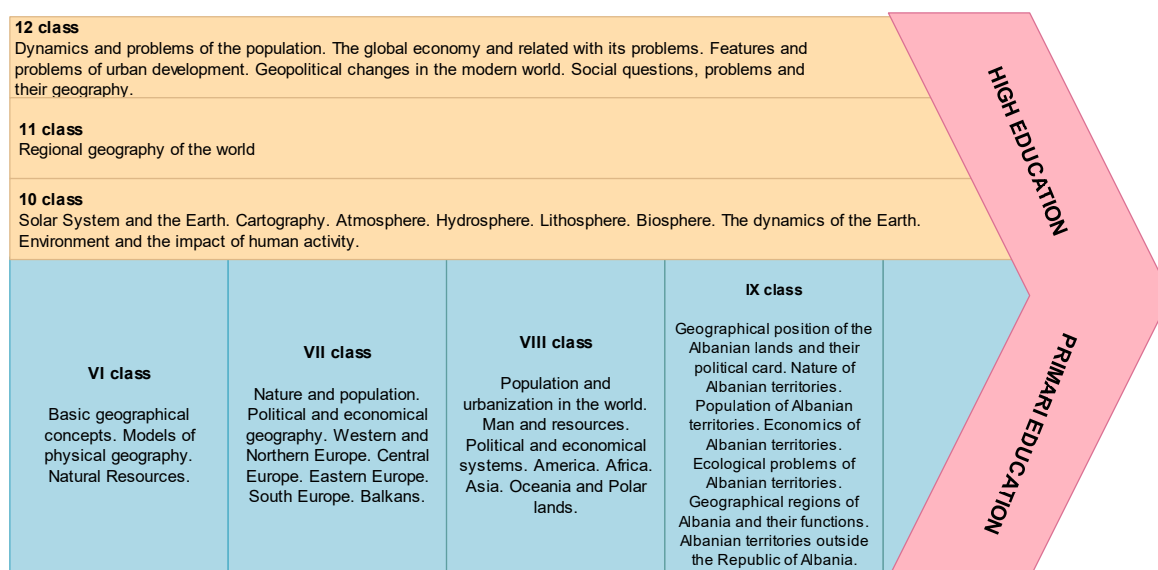 12 class
Dynamics and problems of the population. The global economy and related with its problems. Features and
problems of urban development. Geopolitical changes in the modern world. Social questions, problems and
their geography.
11 class
Regional geography of the world
10 class
Solar System and the Earth. Cartography. Atmosphere. Hydrosphere. Lithosphere. Biosphere. The dynamics of the Earth.
Environment and the impact of human activity.
HIGH EDUCATION
VI class
Basic geographical
concepts. Models of
physical geography.
Natural Resources.
VII class
Nature and population.
Political and economical
geography. Western and
Northern Europe. Central
Europe. Eastern Europe.
South Europe. Balkans.
VIII class
Population and
urbanization in the world.
Man and resources.
Political and economical
systems. America. Africa.
Asia. Oceania and Polar
lands.
IX class
Geographical position of the
Albanian lands and their
political card. Nature of
Albanian territories.
Population of Albanian
territories. Economics of
Albanian territories.
Ecological problems of
Albanian territories.
Geographical regions of
Albania and their functions.
Albanian territories outside
the Republic of Albania.
PRIMARI EDUCATION